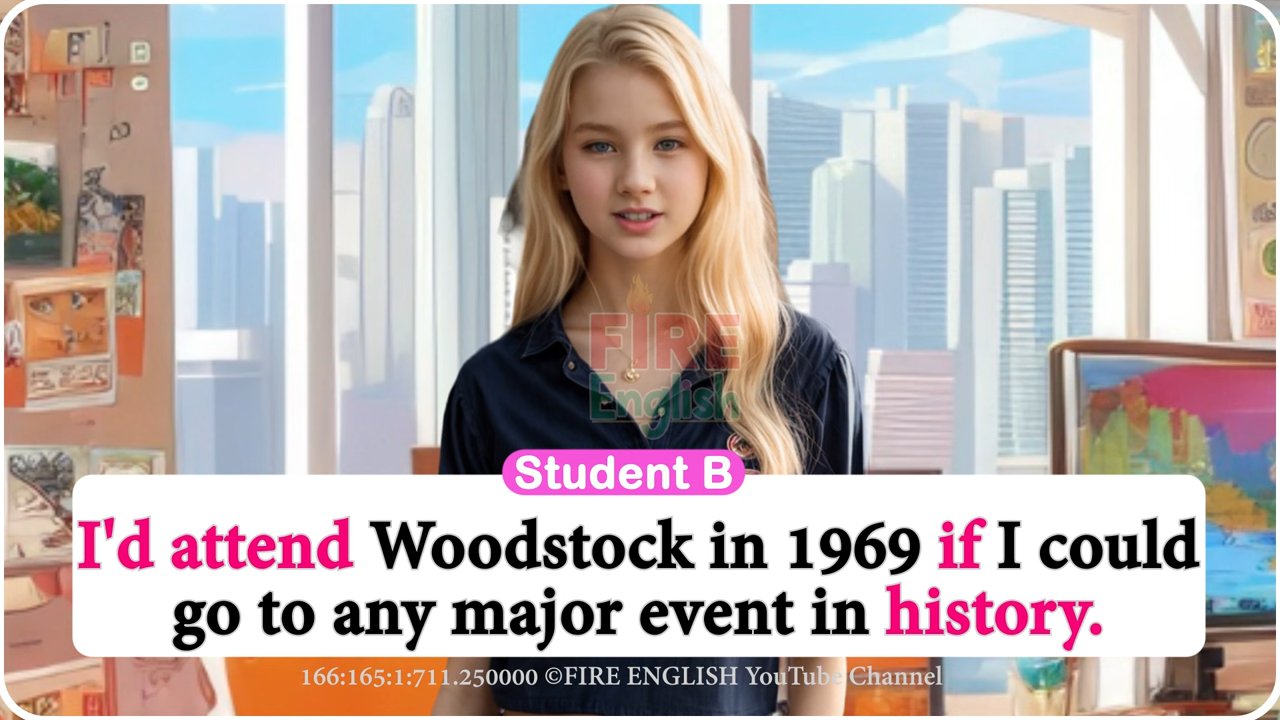 FIRE
English
Student B
I'd attend Woodstock in 1969 if I could
go to any major event in history.
166:165:1:711.250000 ©FIRE ENGLISH YouTube Channel